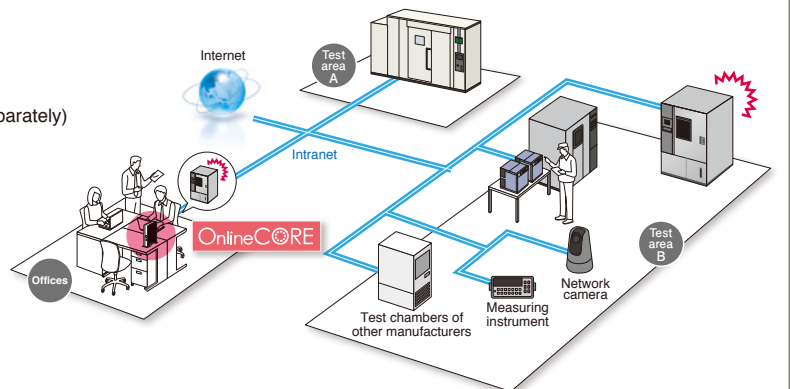 Internet
Test
area
A
parately)
Intranet
OnlineCORE
Offices
Test
area
B
Network
camera
Measuring
instrument
Test chambers of
other manufacturers